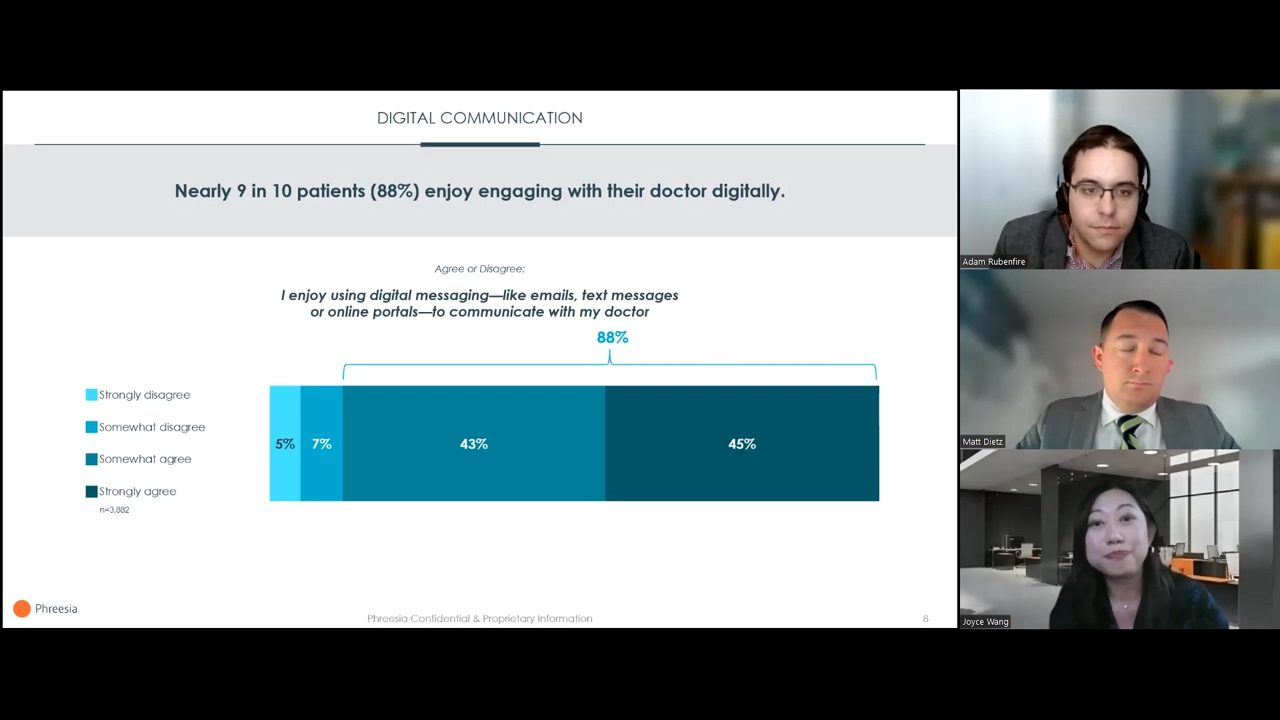 DIGITAL COMMUNICATION
Nearly 9 in 10 patients (88%) enjoy engaging with their doctor digitally.
Agree or Disagree:
I enjoy using digital messaging—like emails, text messages
or online portals—to communicate with my doctor
88%
Strongly disagree
Somewhat disagree
Somewhat agree
Strongly agree
n=3,882
5%
7%
43%
45%
Phreesia
Phreesia Confidential & Proprietary Information
8
Adam Rubenfire
Matt Dietz
Joyce Wang